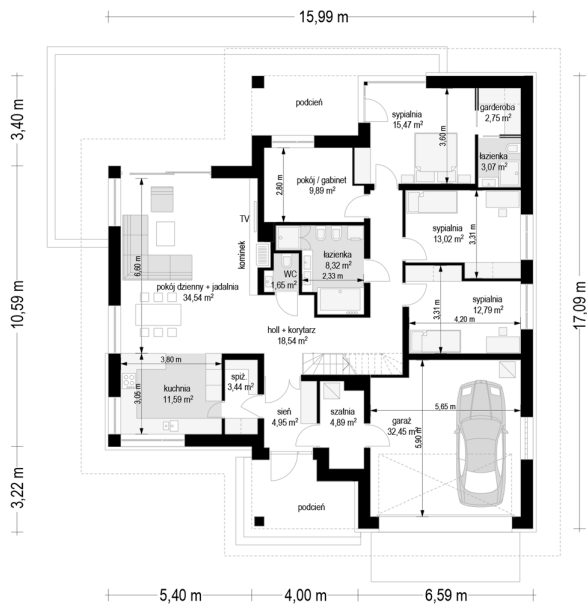 15,99 m
3,40 m
podcień
sypialnia
15,47 m²
3,60 m
garderoba
2,75 m²
łazienka
3,07 m²
pokój / gabinet
9,89 m²
2,80 m
sypialnia
13,02 m²
3,31 m
TV
kominek
6,60 m
pokój dzienny + jadalnia
34,54 m²
łazienka
8,32 m²
2,33 m
WC
1,65 m²
sypialnia
12,79 m²
4,20 m
3,31 m
10,59 m
17,09 m
holl + korytarz
18,54 m²
3,80 m
3,05 m
kuchnia
11,59 m²
spiż.
3,44 m²
sień
4,95 m²
szatnia
4,89 m²
garaż
32,45 m²
5,65 m
5,90 m
podcień
3,22 m
5,40 m
4,00 m
6,59 m